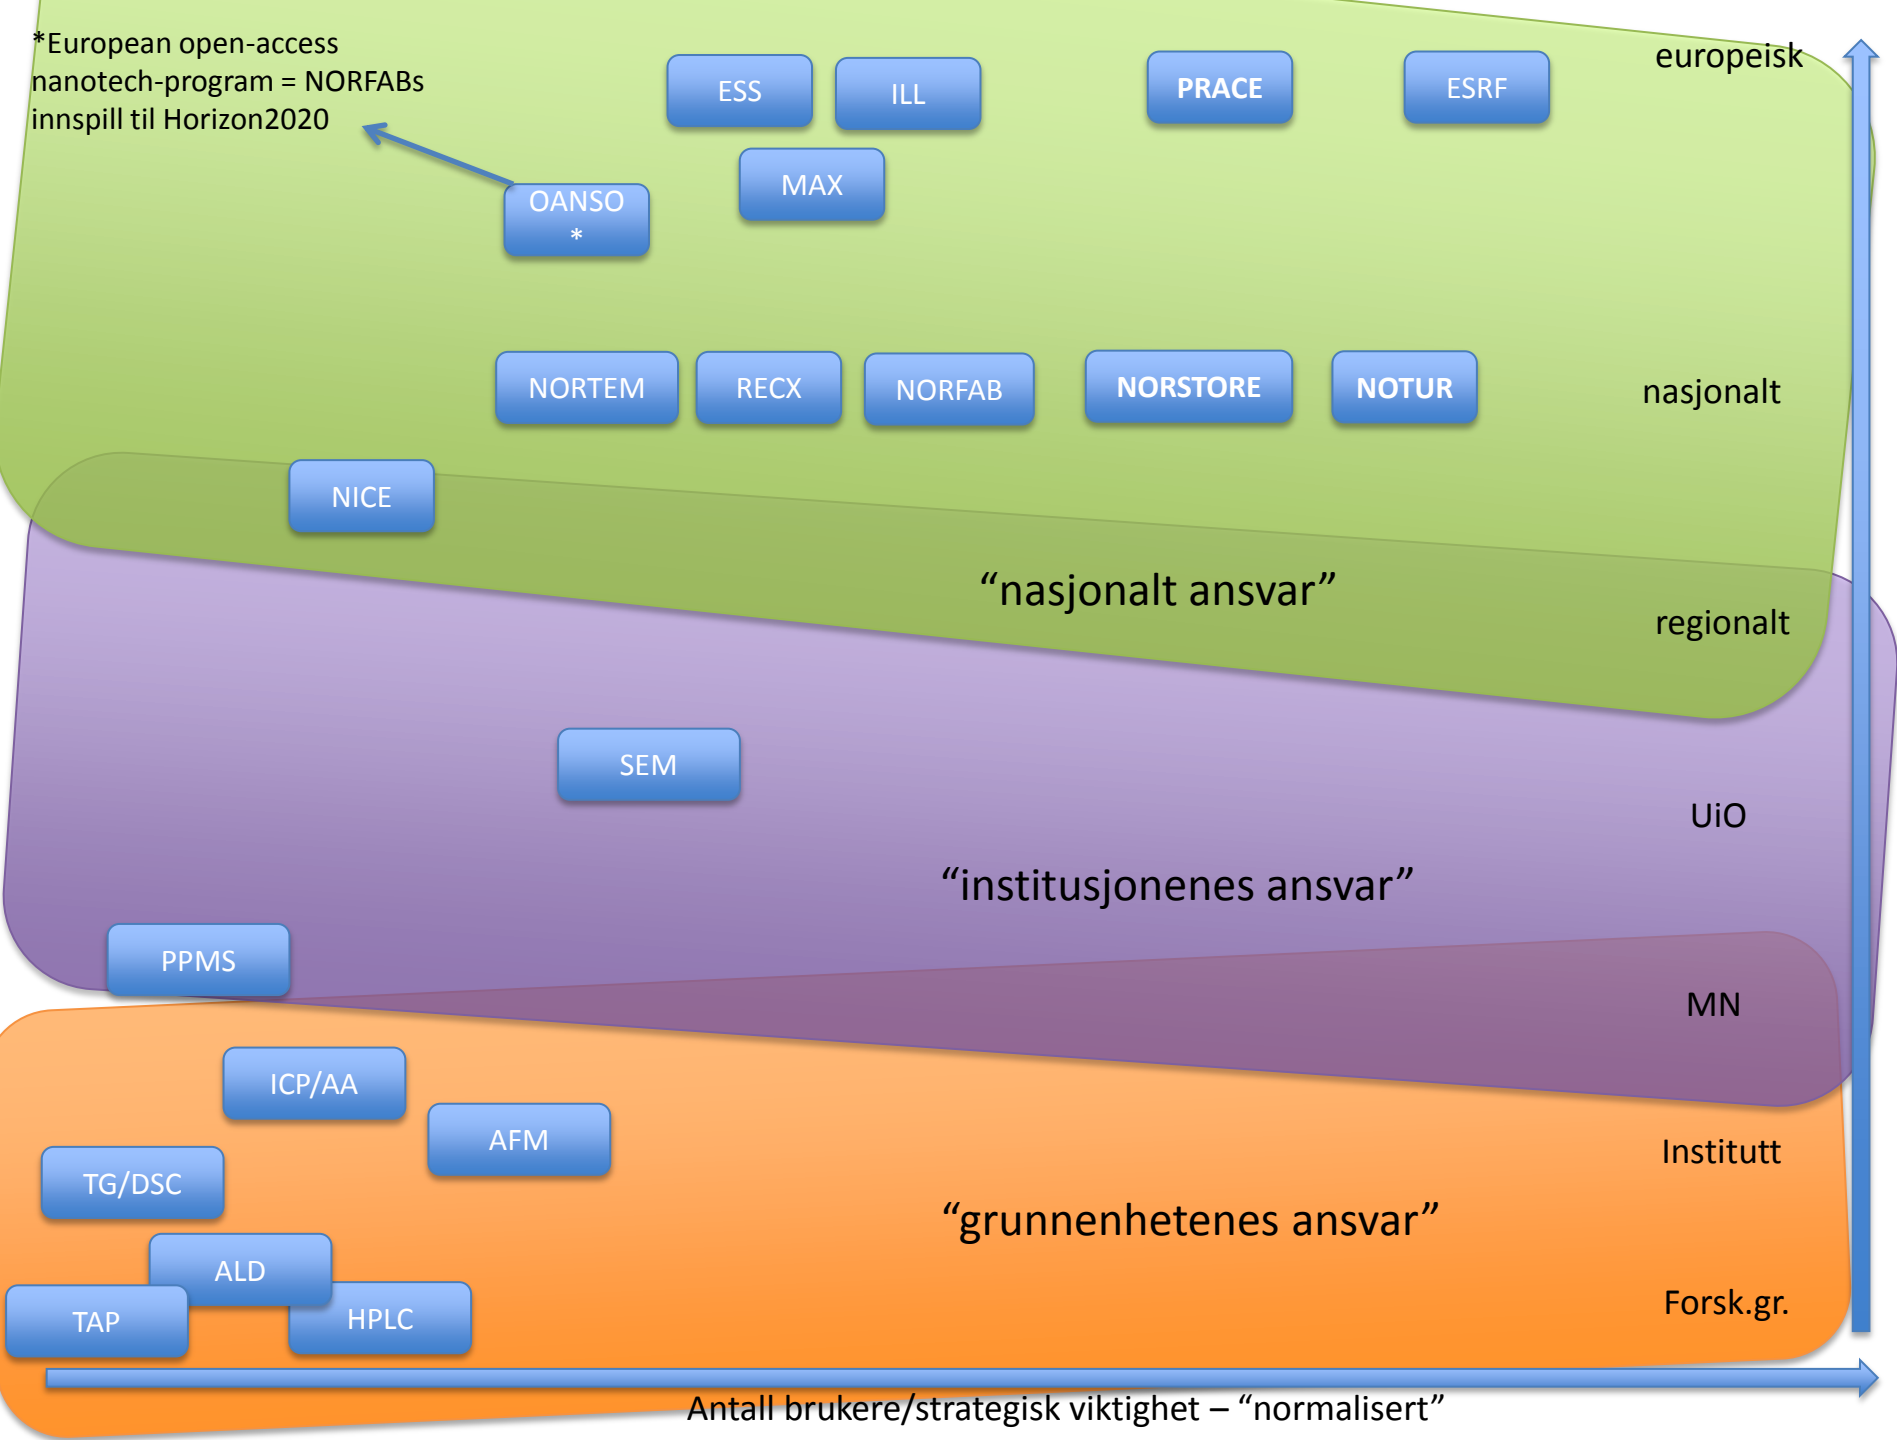 *European open-access
nanotech-program = NORFABs
innspill til Horizon2020
europeisk
ESS
ILL
PRACE
ESRF
MAX
OANSO
*
NORTEM
RECX
NORFAB
NORSTORE
NOTUR
nasjonalt
NICE
“nasjonalt ansvar”
regionalt
SEM
UiO
“institusjonenes ansvar”
PPMS
MN
ICP/AA
AFM
Institutt
TG/DSC
“grunnenhetenes ansvar”
ALD
Forsk.gr.
TAP
HPLC
Antall brukere/strategisk viktighet – “normalisert”